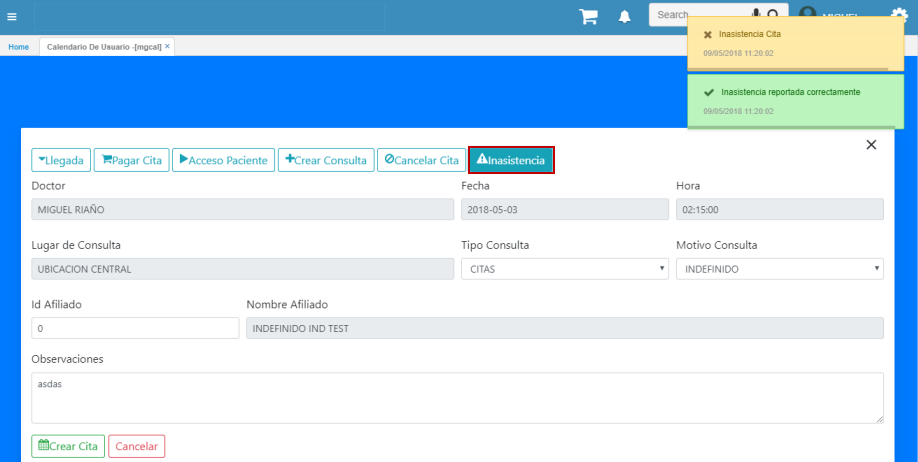 Search
Inasistencia Cita
09/05/2018 11:20:02
Home
Calendario De Usuario -[mgcal] ×
Inasistencia reportada correctamente
09/05/2018 11:20:02
Llegada
Pagar Cita
Acceso Paciente
Crear Consulta
Cancelar Cita
Inasistencia
Doctor
Fecha
Hora
MIGUEL RIAÑO
2018-05-03
02:15:00
Lugar de Consulta
Tipo Consulta
Motivo Consulta
UBICACION CENTRAL
CITAS
INDEFINIDO
Id Afiliado
Nombre Afiliado
0
INDEFINIDO IND TEST
Observaciones
asdas
Crear Cita
Cancelar